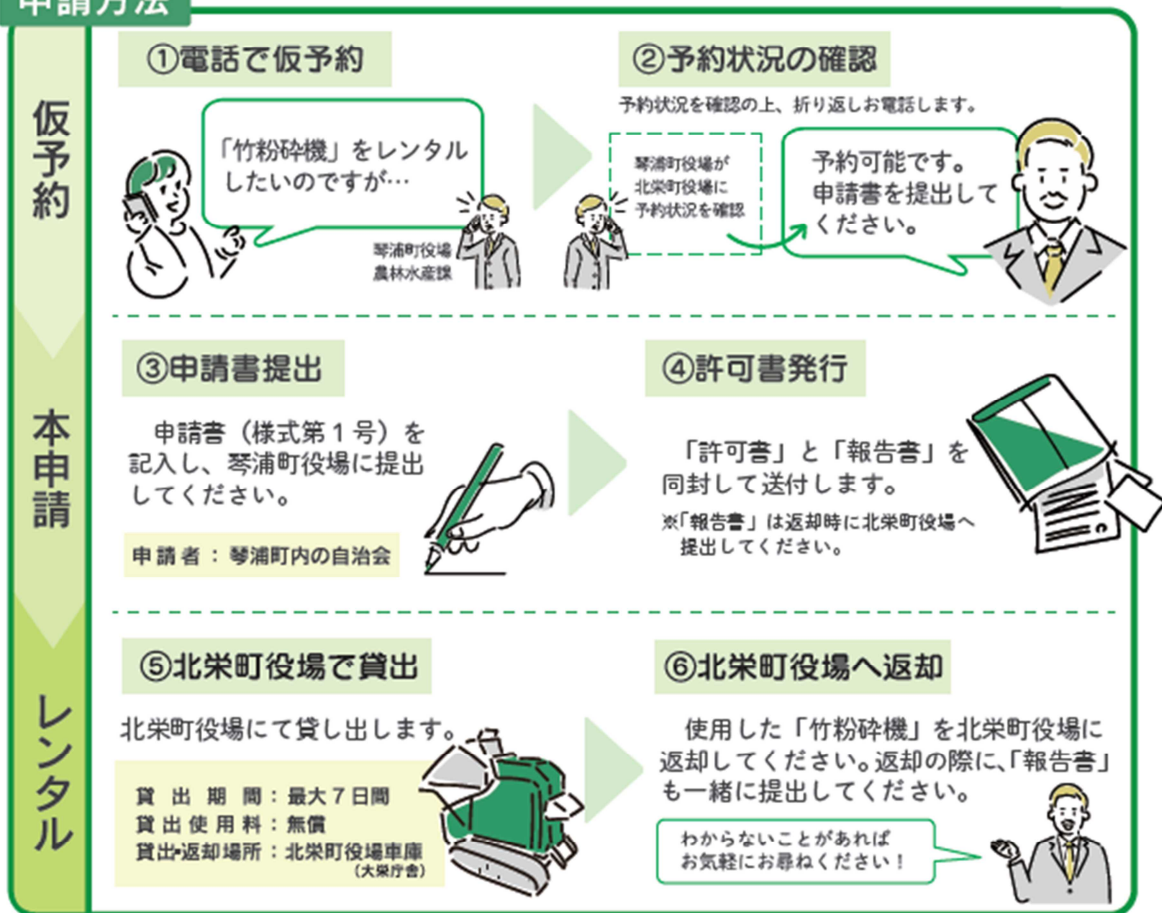 申請方法
仮予約
①電話で仮予約
「竹粉砕機」をレンタル
したいのですが…
琴浦町役場
農林水産課
②予約状況の確認
予約状況を確認の上、折り返しお電話します。
琴浦町役場が
北栄町役場に
予約状況を確認
予約可能です。
申請書を提出して
ください。
本申請
③申請書提出
申請書（様式第１号）を
記入し、琴浦町役場に提出
してください。
申請者：琴浦町内の自治会
④許可書発行
「許可書」と「報告書」を
同封して送付します。
※「報告書」は返却時に北栄町役場へ
提出してください。
レンタル
⑤北栄町役場で貸出
北栄町役場にて貸し出します。
貸出期間：最大７日間
貸出使用料：無償
貸出・返却場所：北栄町役場車庫
（大栄庁舎）
⑥北栄町役場へ返却
使用した「竹粉砕機」を北栄町役場に
返却してください。返却の際に、「報告書」
も一緒に提出してください。
わからないことがあれば
お気軽にお尋ねください！